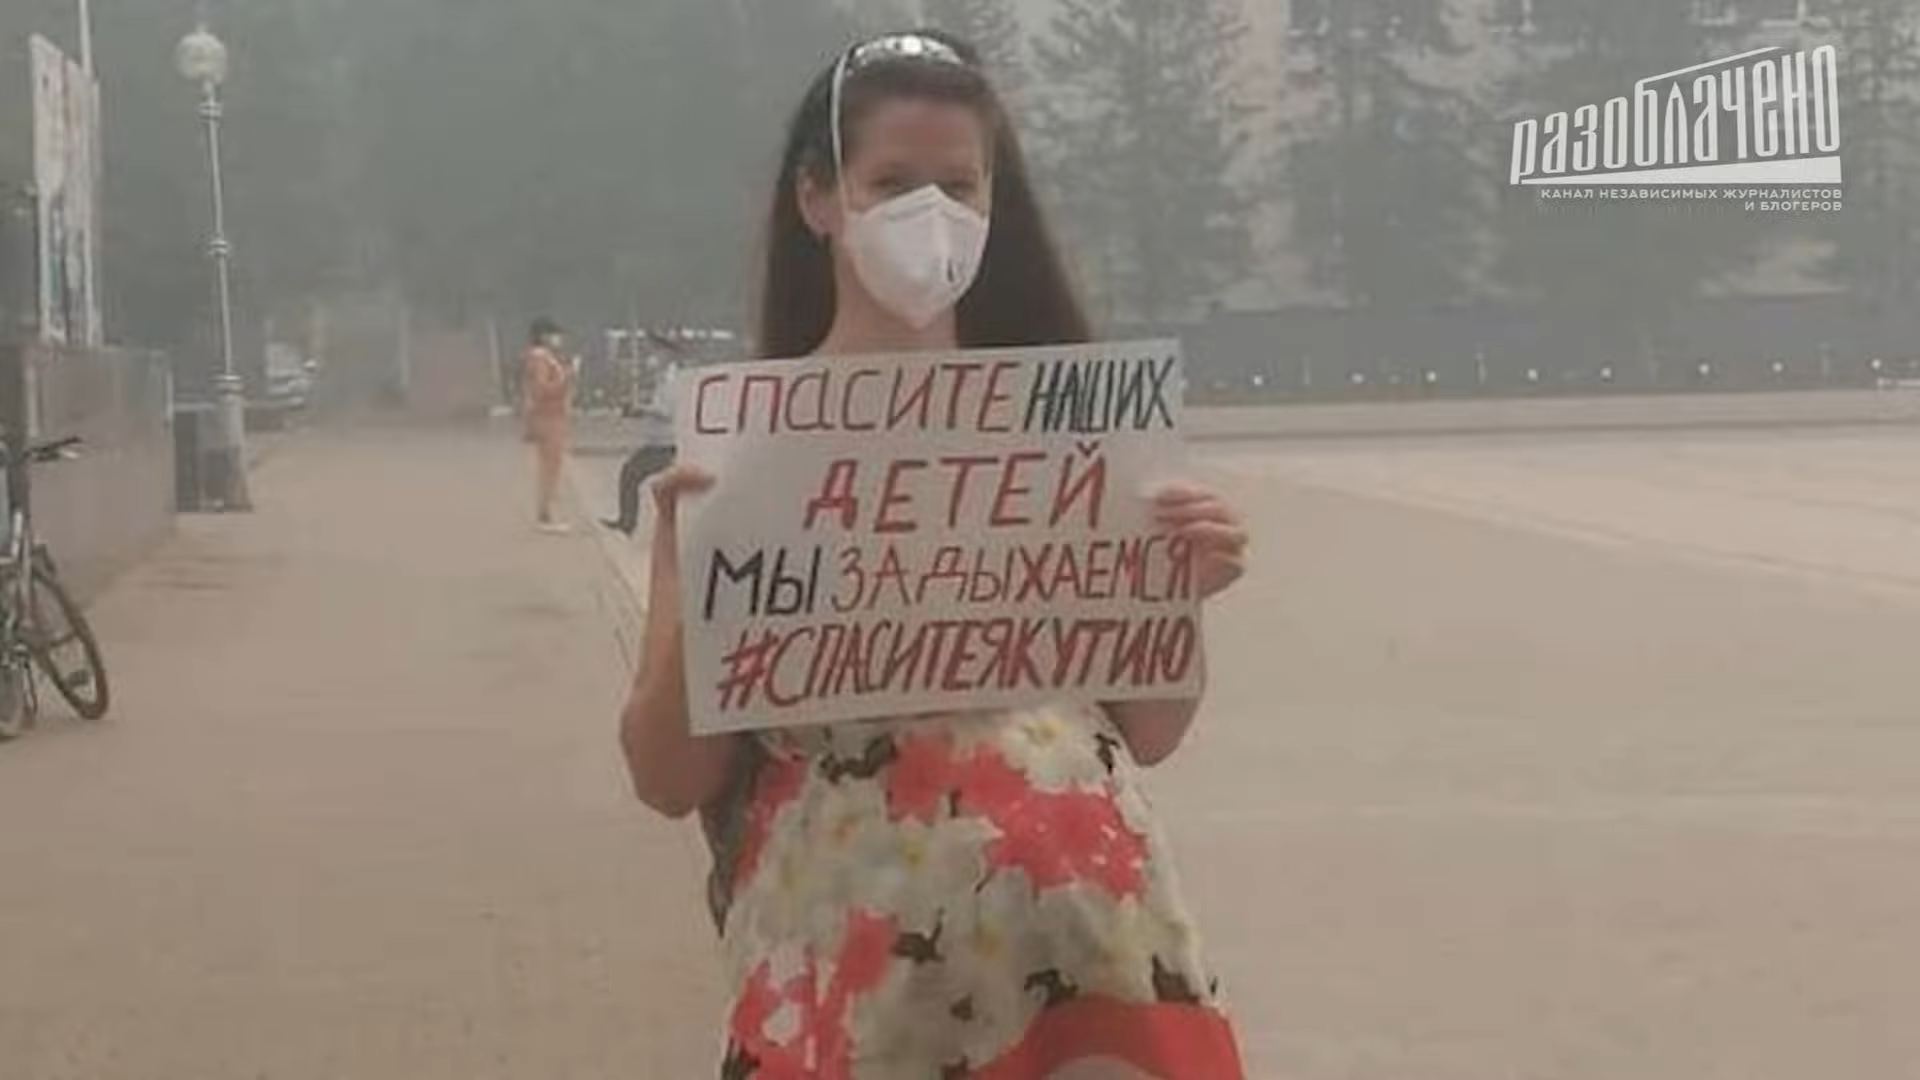 разоблачено
КАНАЛ НЕЗАВИСИМЫХ ЖУРНАЛИСТОВ
И БЛОГЕРОВ
СПАСИТЕ НАШИХ
ДЕТЕЙ
МЫ ЗАДЫХАЕМСЯ
#СПАСИТЕЯКУТИЮ